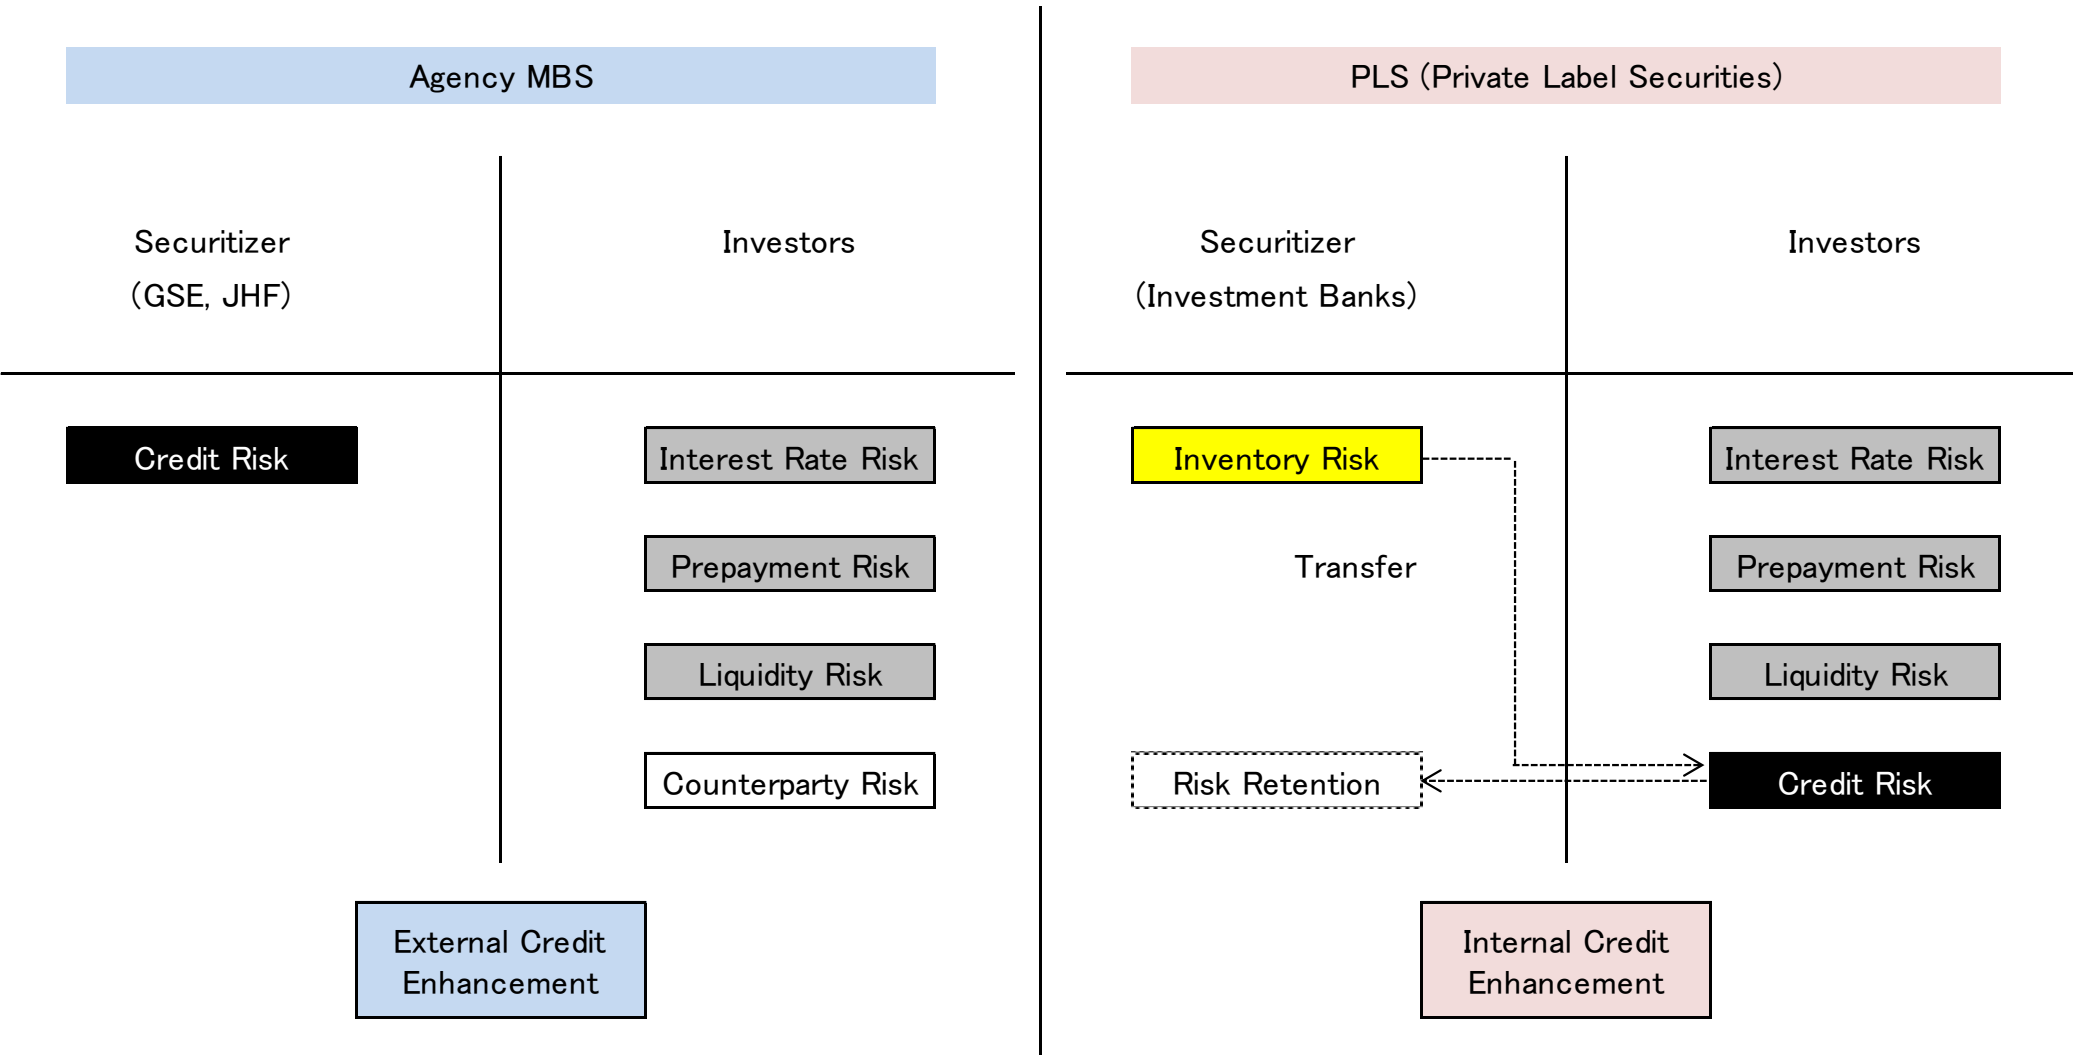 Agency MBS
Securitizer
(GSE, JHF)
Investors
Credit Risk
Interest Rate Risk
Prepayment Risk
Liquidity Risk
Counterparty Risk
External Credit
Enhancement
PLS (Private Label Securities)
Securitizer
(Investment Banks)
Investors
Inventory Risk
Transfer
Risk Retention
Interest Rate Risk
Prepayment Risk
Liquidity Risk
Credit Risk
Internal Credit
Enhancement